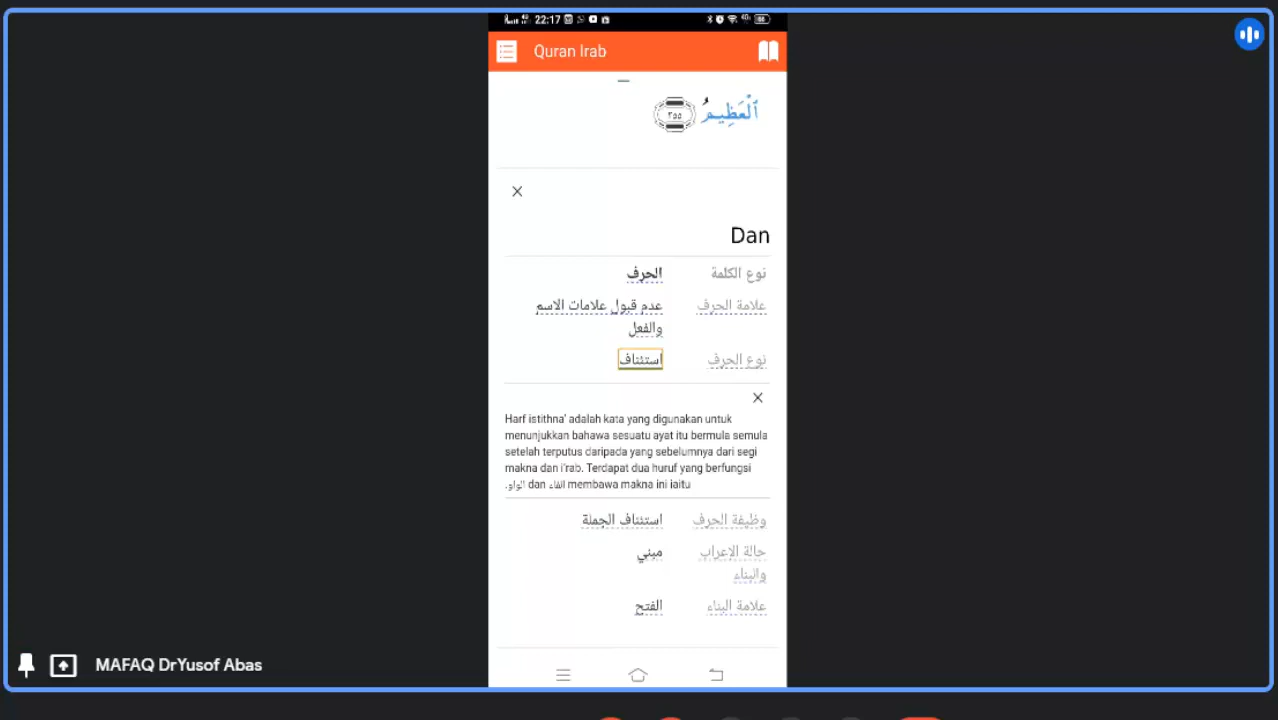 22:17
Quran Irab
ٱلْعَظِيمُ ٢٥٥
Dan
نوع الكلمة الحرف
علامة الحرف عدم قبول علامات الاسم
والفعل
نوع الحرف استئناف
Harf istithna' adalah kata yang digunakan untuk
menunjukkan bahawa sesuatu ayat itu bermula semula
setelah terputus daripada yang sebelumnya dari segi
makna dan i'rab. Terdapat dua huruf yang berfungsi
membawa makna ini iaitu الفاء dan الواو.
وظيفة الحرف استئناف الجملة
حالة الإعراب مبني
والبناء
علامة البناء الفتح
MAFAQ DrYusof Abas